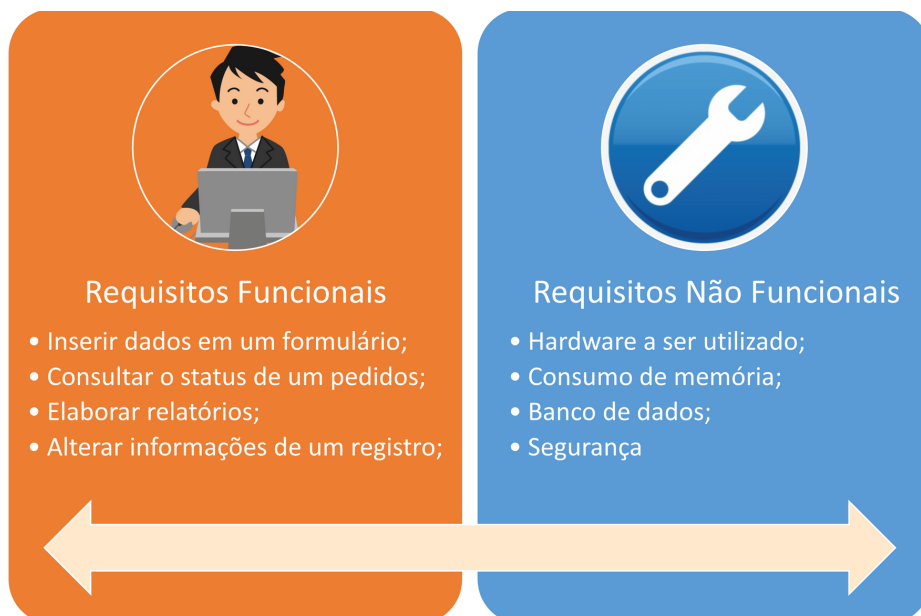 Requisitos Funcionais
• Inserir dados em um formulário;
• Consultar o status de um pedidos;
• Elaborar relatórios;
• Alterar informações de um registro;
Requisitos Não Funcionais
• Hardware a ser utilizado;
• Consumo de memória;
• Banco de dados;
• Segurança